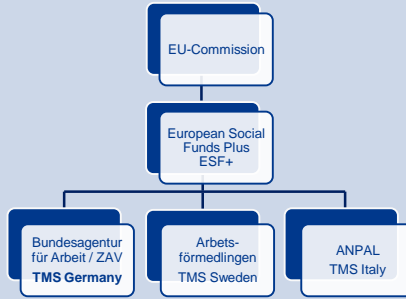 EU-Commission
European Social
Funds Plus
ESF+
Bundesagentur
für Arbeit / ZAV
TMS Germany
Arbets-
förmedlingen
TMS Sweden
ANPAL
TMS Italy